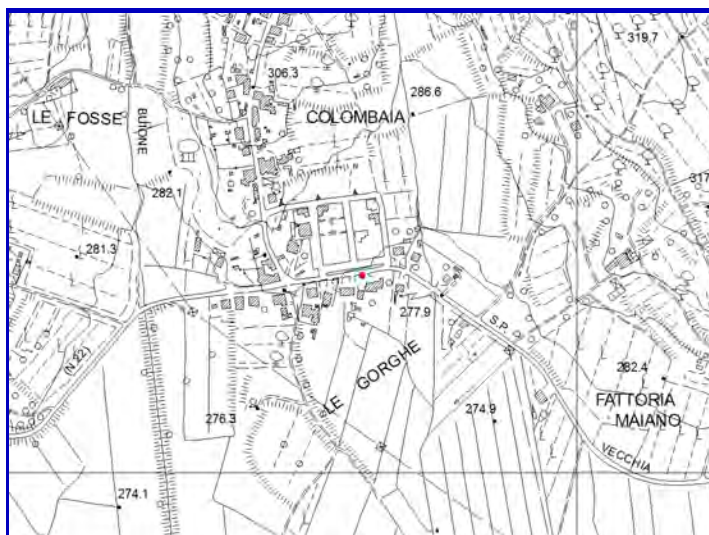 319.7
306.3
286.6
LE FOSSE
BUIONE
COLOMBAIA
282.1
317
281.3
277.9
S.P.
(N 22)
LE GORGHE
282.4
FATTORIA
MAIANO
276.3
274.9
VECCHIA
274.1